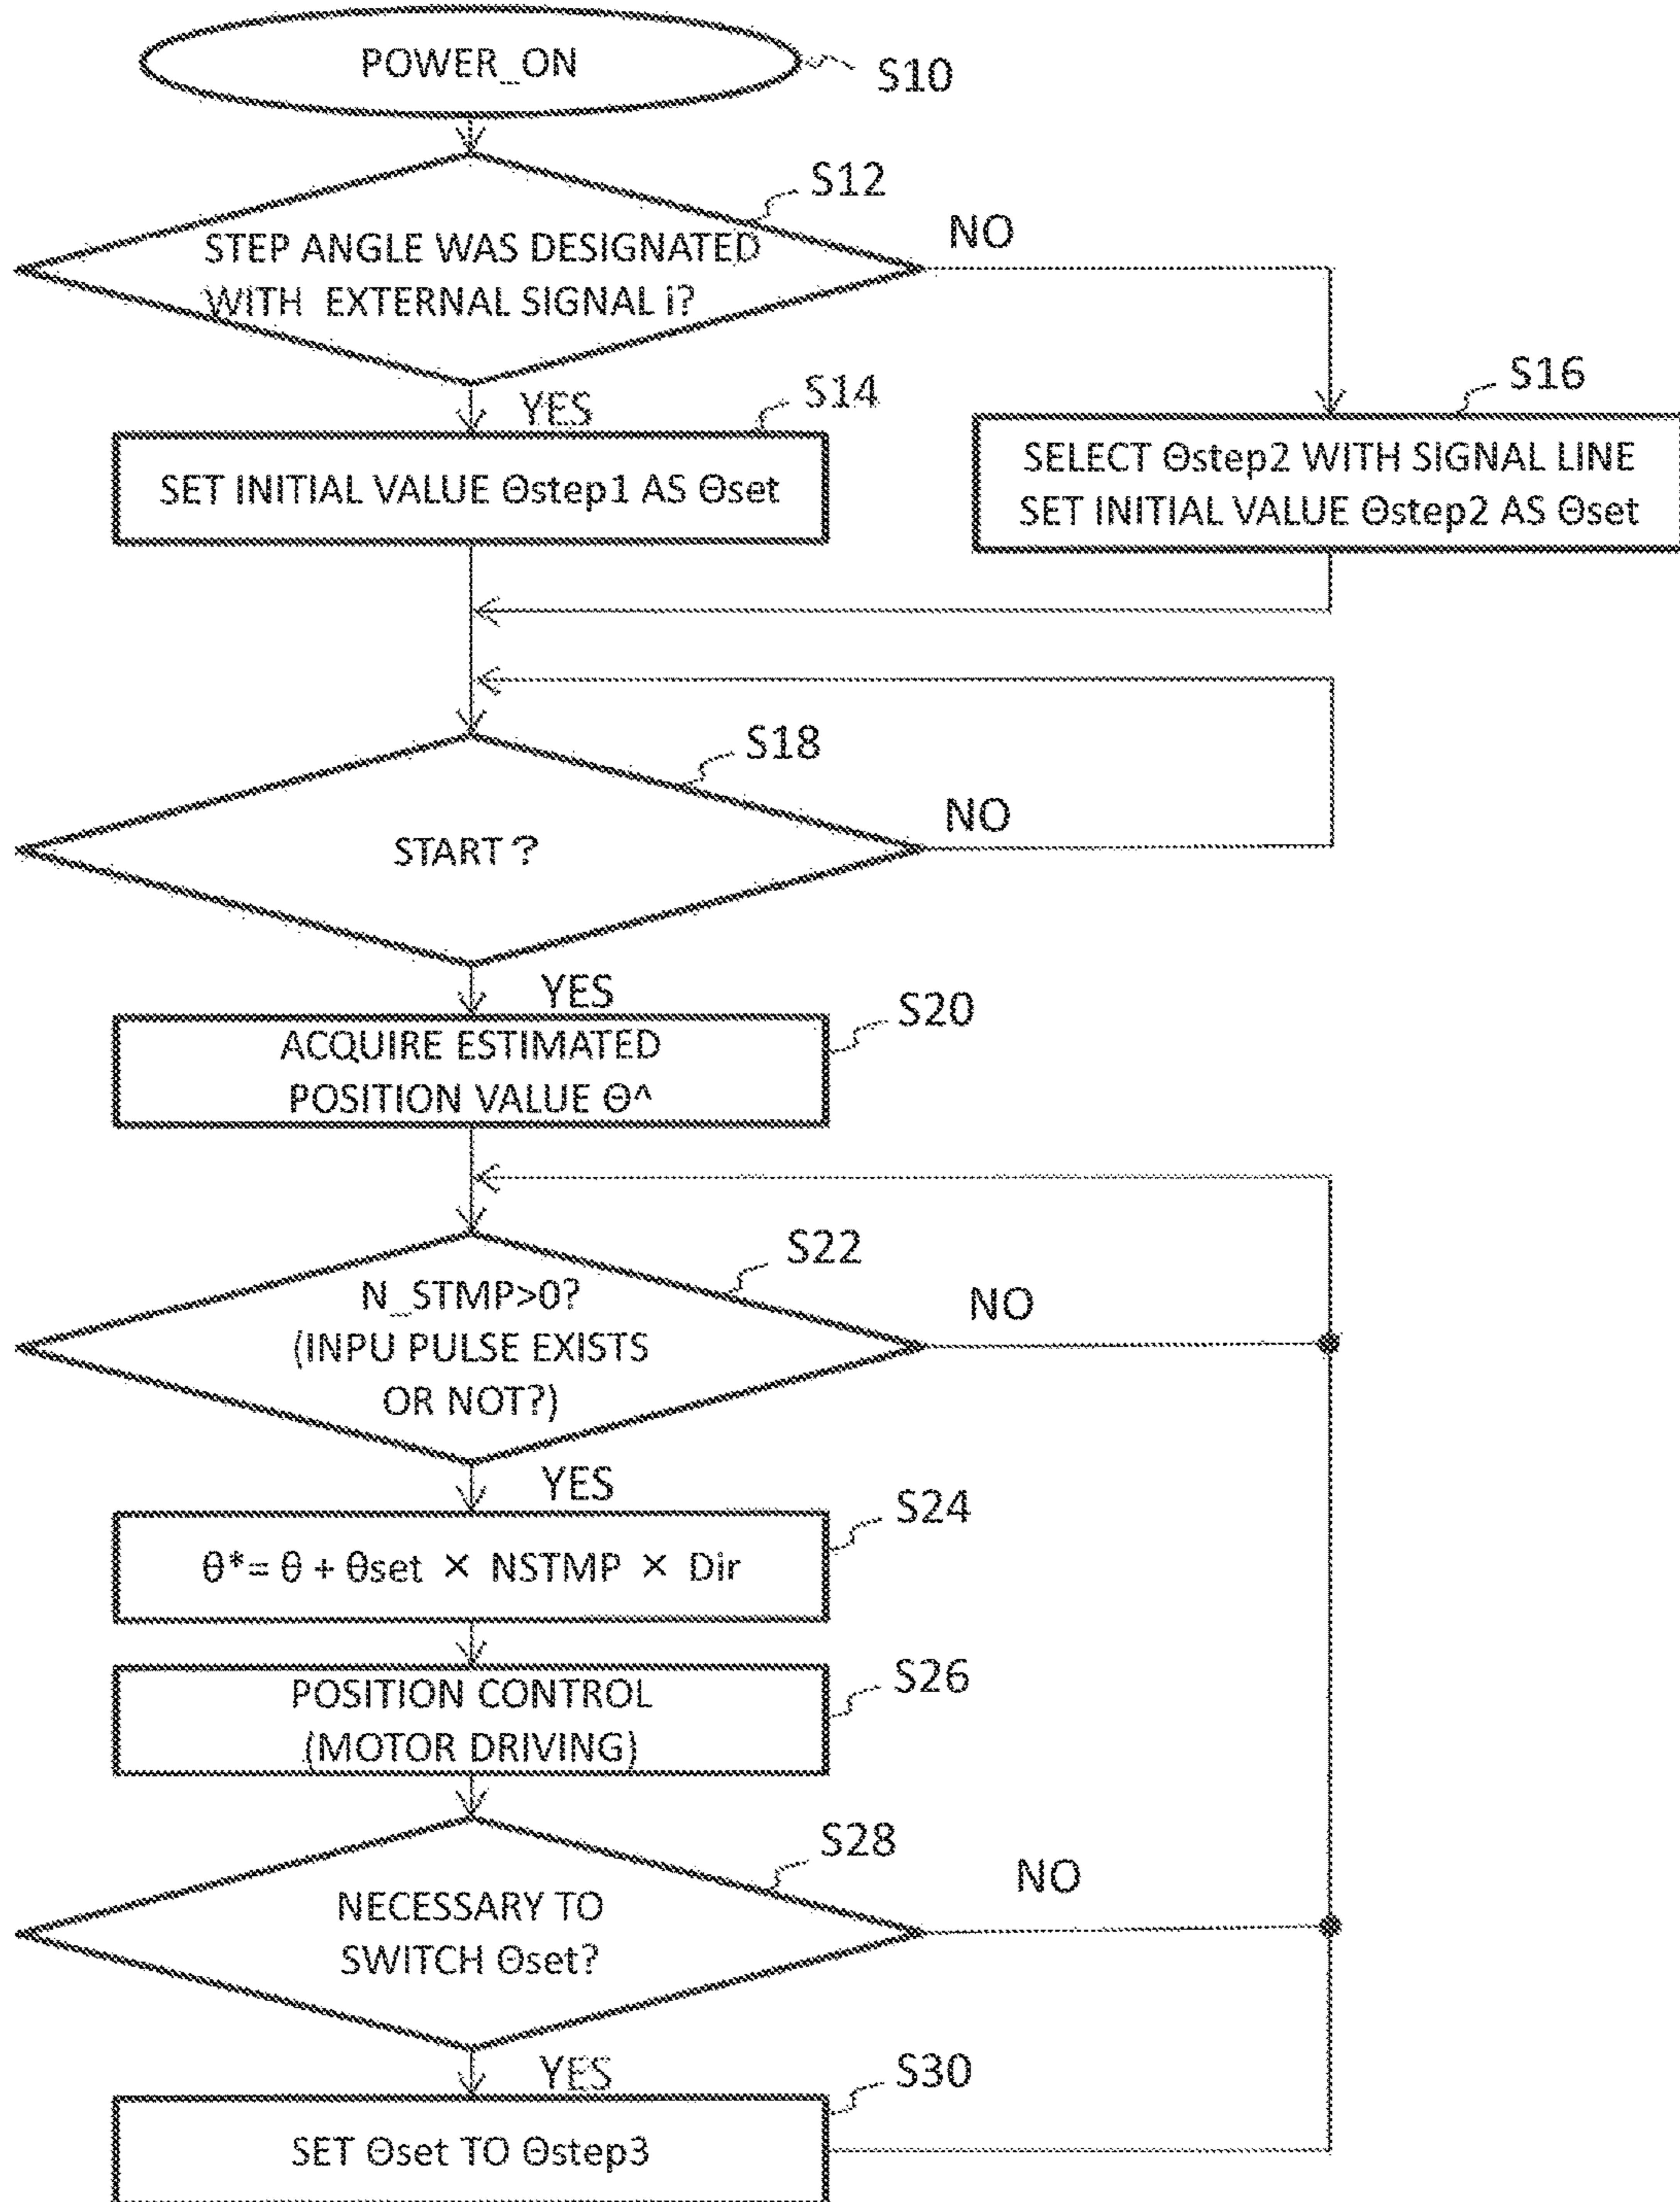 POWER_ON
S10
S12
STEP ANGLE WAS DESIGNATED
WITH EXTERNAL SIGNAL i?
NO
YES
S14
SET INITIAL VALUE Θstep1 AS Θset
S16
SELECT Θstep2 WITH SIGNAL LINE
SET INITIAL VALUE Θstep2 AS Θset
S18
START ?
NO
YES
S20
ACQUIRE ESTIMATED
POSITION VALUE Θ^
S22
N_STMP>0?
(INPU PULSE EXISTS
OR NOT?)
NO
YES
S24
θ*= θ + θset × NSTMP × Dir
S26
POSITION CONTROL
(MOTOR DRIVING)
S28
NECESSARY TO
SWITCH Θset?
NO
YES
S30
SET Θset TO Θstep3